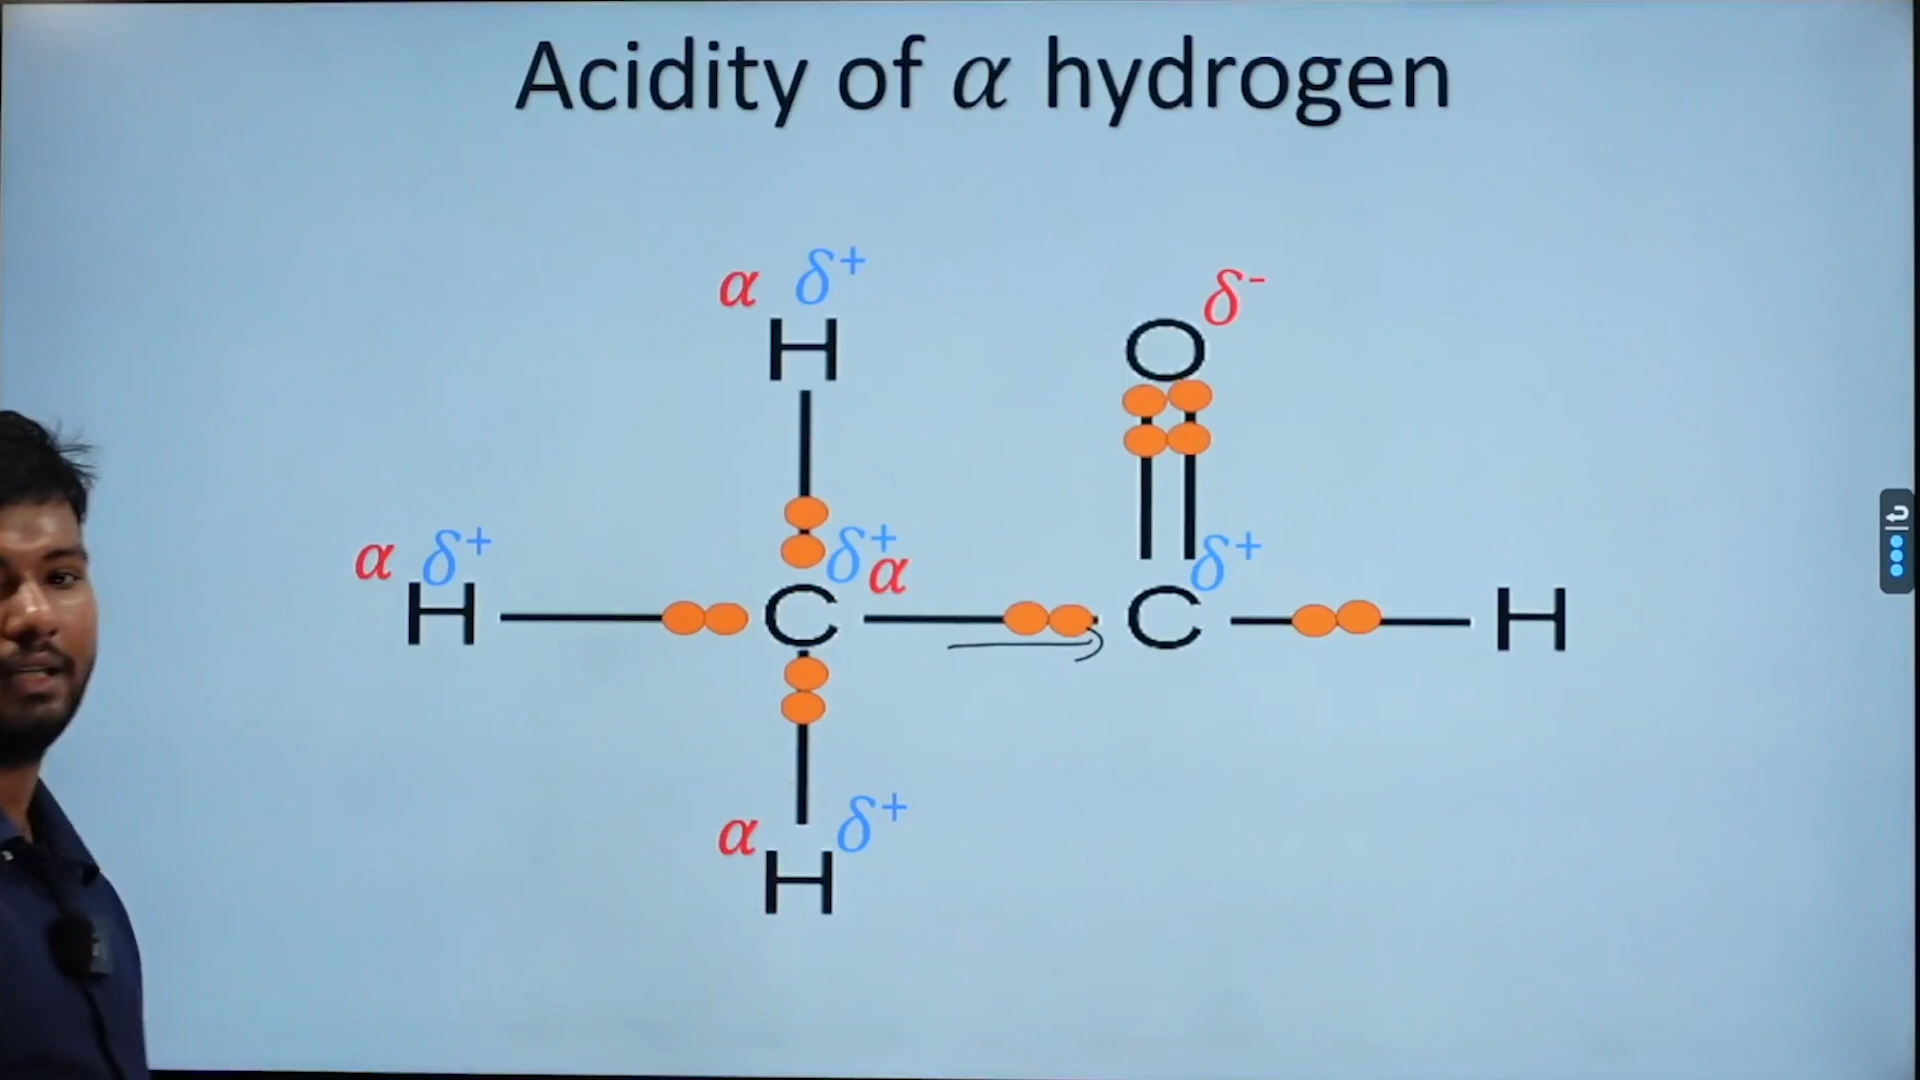 Acidity of α hydrogen
α δ+
H
O δ-
α δ+
H
C δ+ α
C δ+
H
α
H δ+